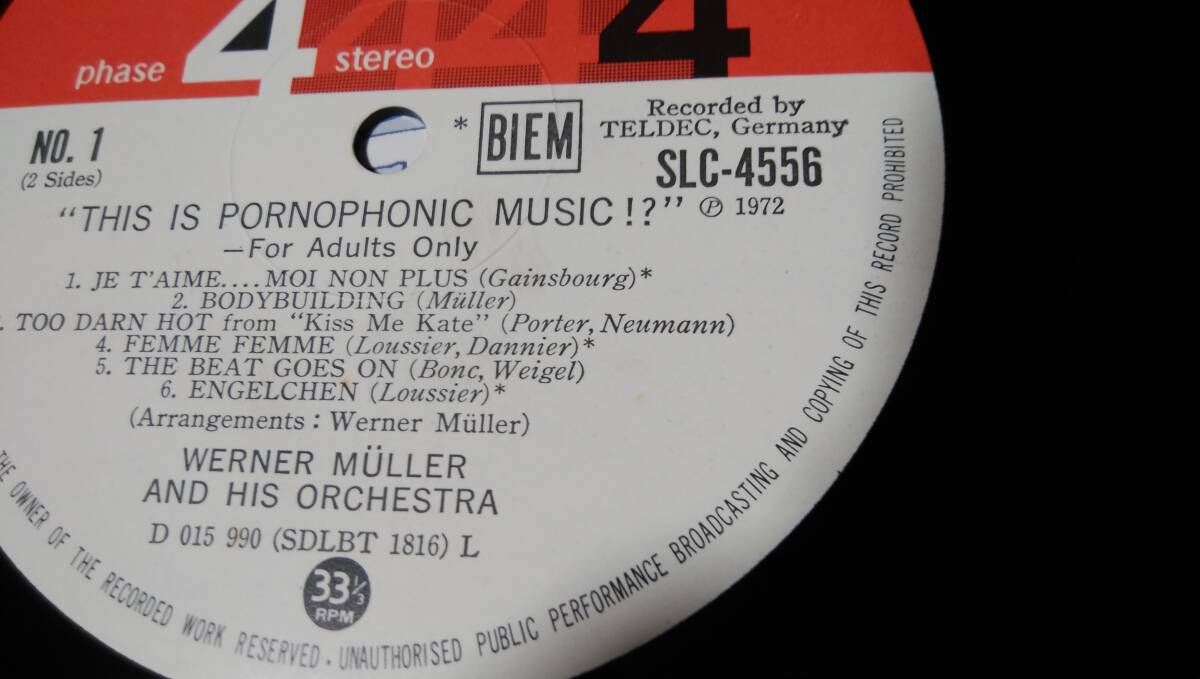 phase 4 stereo 4
NO. 1
(2 Sides)
* BIEM
Recorded by
TELDEC, Germany
SLC-4556
"THIS IS PORNOPHONIC MUSIC!?" ℗ 1972
—For Adults Only
1. JE T'AIME....MOI NON PLUS (Gainsbourg)*
2. BODYBUILDING (Müller)
. TOO DARN HOT from "Kiss Me Kate" (Porter, Neumann)
4. FEMME FEMME (Loussier, Dannier)*
5. THE BEAT GOES ON (Bonc, Weigel)
6. ENGELCHEN (Loussier)*
(Arrangements: Werner Müller)
WERNER MÜLLER
AND HIS ORCHESTRA
D 015 990 (SDLBT 1816) L
33⅓
RPM
THE OWNER OF THE RECORDED WORK RESERVED. UNAUTHORISED PUBLIC PERFORMANCE BROADCASTING AND COPYING OF THIS RECORD PROHIBITED